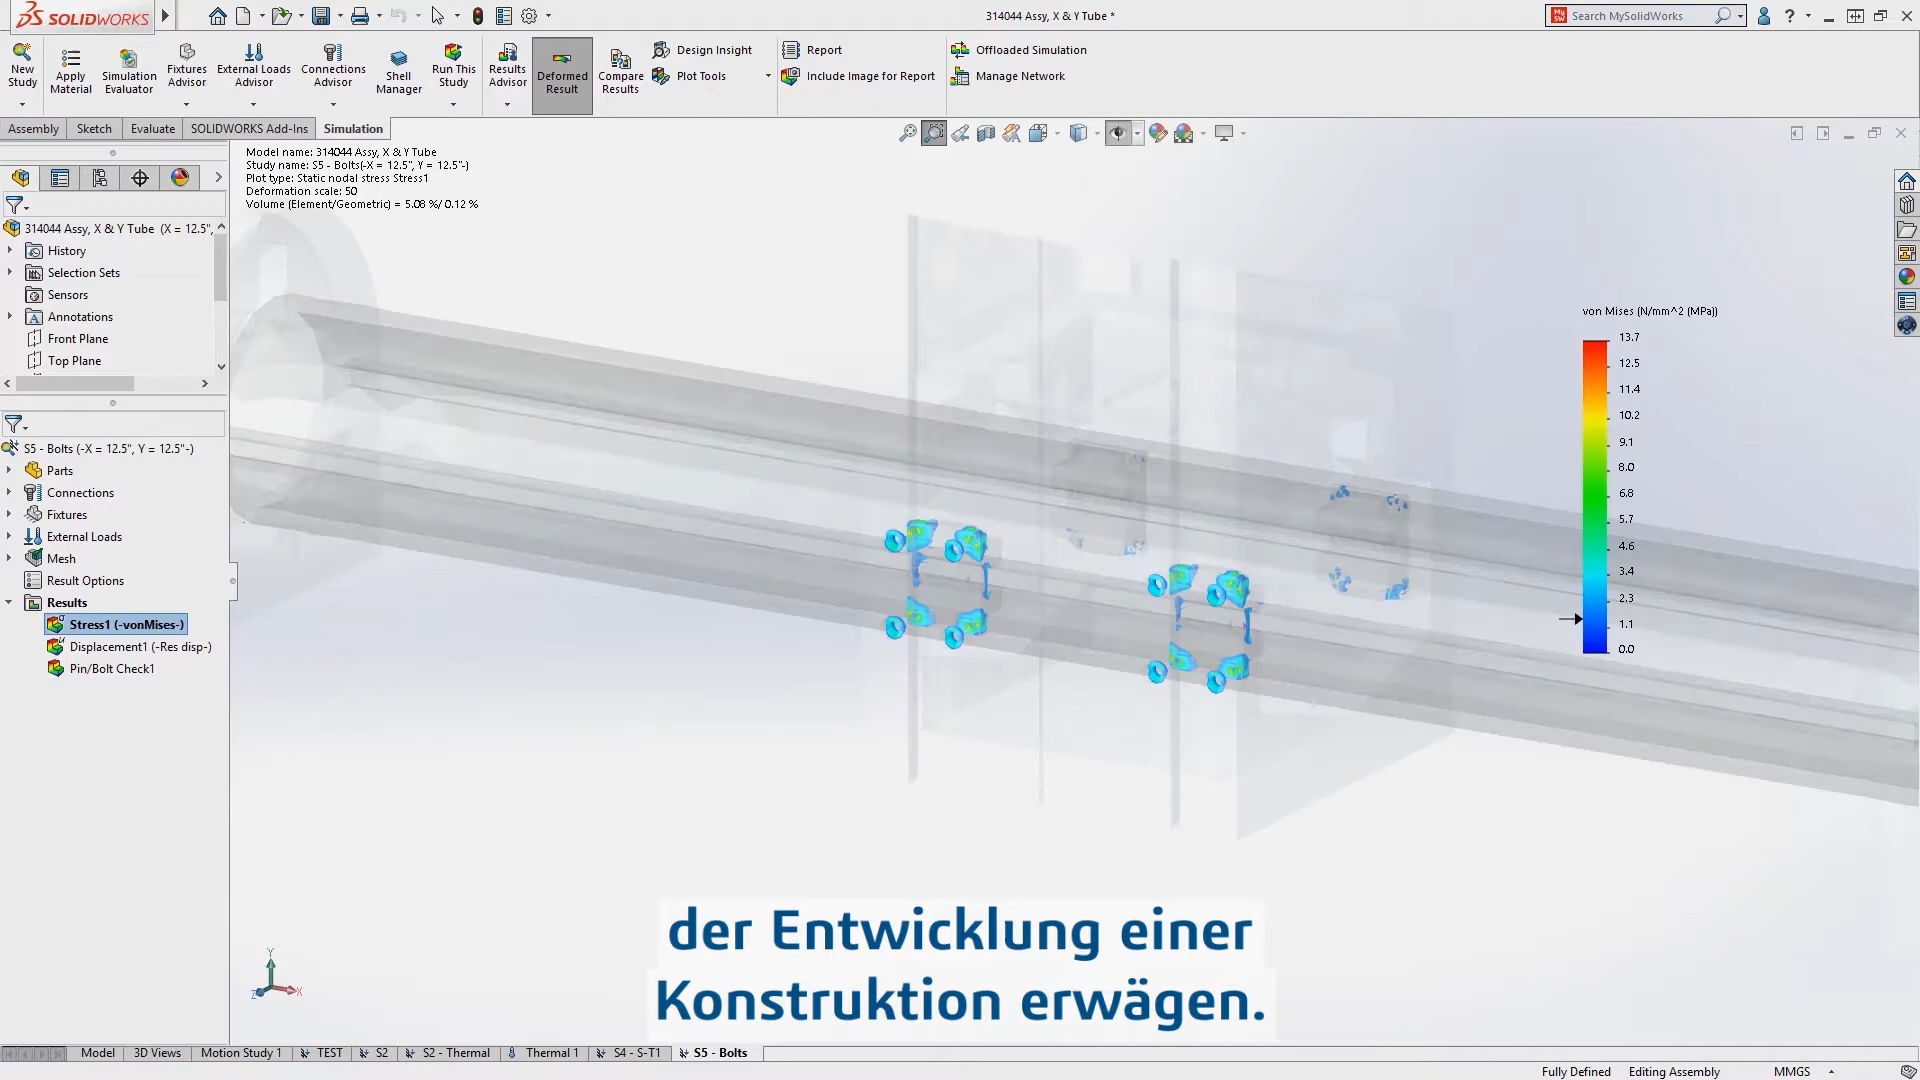 SOLIDWORKS
314044 Assy, X & Y Tube *
Search MySolidWorks
New Study
Apply Material
Simulation Evaluator
Fixtures Advisor
External Loads Advisor
Connections Advisor
Shell Manager
Run This Study
Results Advisor
Deformed Result
Compare Results
Design Insight
Plot Tools
Report
Include Image for Report
Offloaded Simulation
Manage Network
Assembly
Sketch
Evaluate
SOLIDWORKS Add-Ins
Simulation
Model name: 314044 Assy, X & Y Tube
Study name: S5 - Bolts(-X = 12.5", Y = 12.5"-)
Plot type: Static nodal stress Stress1
Deformation scale: 50
Volume (Element/Geometric) = 5.08 %/ 0.12 %
314044 Assy, X & Y Tube (X = 12.5",
History
Selection Sets
Sensors
Annotations
Front Plane
Top Plane
S5 - Bolts (-X = 12.5", Y = 12.5"-)
Parts
Connections
Fixtures
External Loads
Mesh
Result Options
Results
Stress1 (-vonMises-)
Displacement1 (-Res disp-)
Pin/Bolt Check1
von Mises (N/mm^2 (MPa))
13.7
12.5
11.4
10.2
9.1
8.0
6.8
5.7
4.6
3.4
2.3
1.1
0.0
Y
Z
X
der Entwicklung einer
Konstruktion erwägen.
Model
3D Views
Motion Study 1
TEST
S2
S2 - Thermal
Thermal 1
S4 - S-T1
S5 - Bolts
Fully Defined
Editing Assembly
MMGS